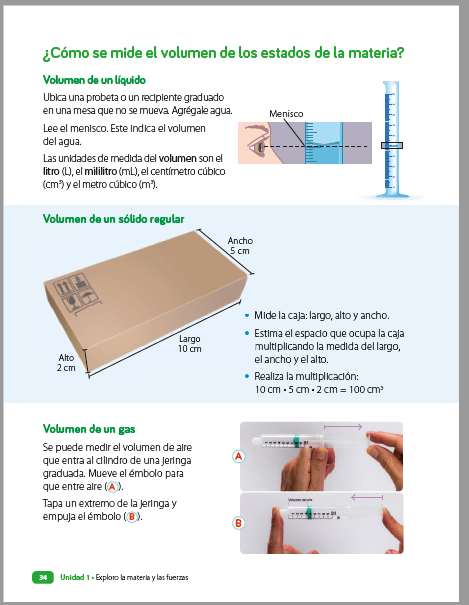 ¿Cómo se mide el volumen de los estados de la materia?
Volumen de un líquido
Ubica una probeta o un recipiente graduado
en una mesa que no se mueva. Agrégale agua.
Lee el menisco. Este indica el volumen
del agua.
Las unidades de medida del volumen son el
litro (L), el mililitro (mL), el centímetro cúbico
(cm³) y el metro cúbico (m³).
Menisco
Volumen de un sólido regular
Ancho
5 cm
Largo
10 cm
Alto
2 cm
• Mide la caja: largo, alto y ancho.
• Estima el espacio que ocupa la caja
multiplicando la medida del largo,
el ancho y el alto.
• Realiza la multiplicación:
10 cm • 5 cm • 2 cm = 100 cm³
Volumen de un gas
Se puede medir el volumen de aire
que entra al cilindro de una jeringa
graduada. Mueve el émbolo para
que entre aire (A).
Tapa un extremo de la jeringa y
empuja el émbolo (B).
A
Volumen del aire
B
34 Unidad 1 • Exploro la materia y las fuerzas